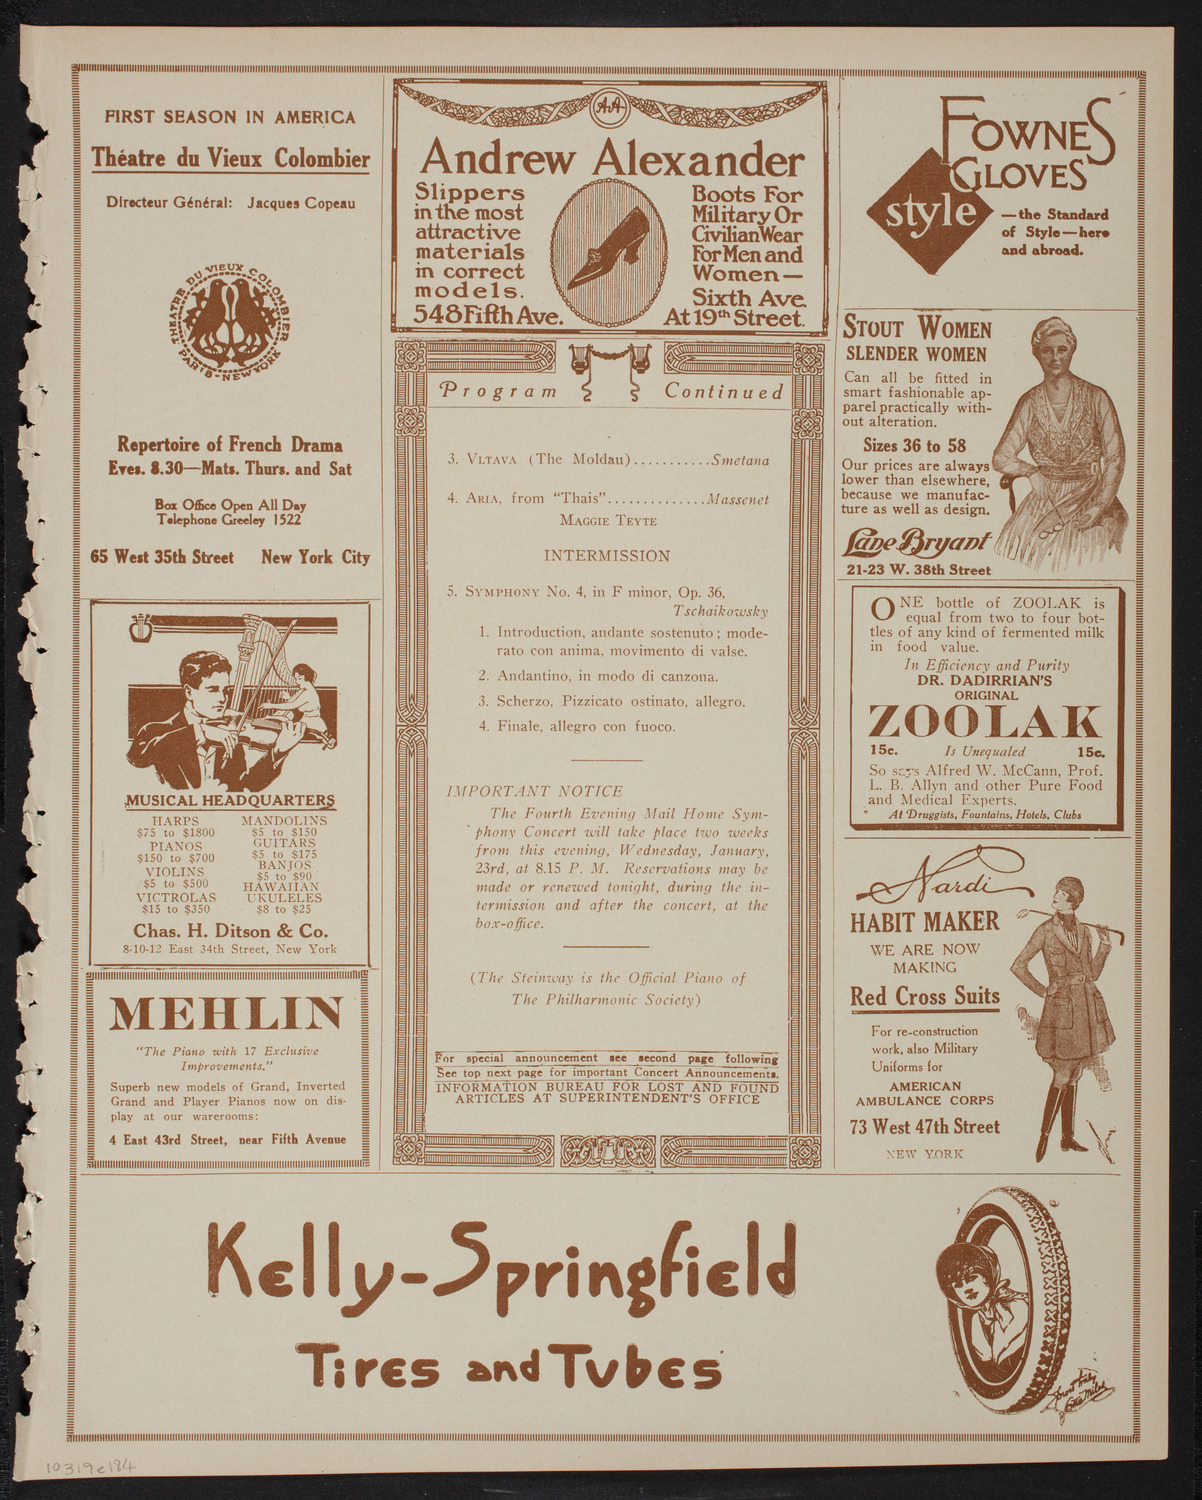 FIRST SEASON IN AMERICA
Théatre du Vieux Colombier
Directeur Général: Jacques Copeau
THEATRE DU VIEUX COLOMBIER
PARIS-NEW YORK
Repertoire of French Drama
Eves. 8.30—Mats. Thurs. and Sat
Box Office Open All Day
Telephone Greeley 1522
65 West 35th Street New York City
MUSICAL HEADQUARTERS
HARPS
$75 to $1800
PIANOS
$150 to $700
VIOLINS
$5 to $500
VICTROLAS
$15 to $350
MANDOLINS
$5 to $150
GUITARS
$5 to $175
BANJOS
$5 to $90
HAWAIIAN
UKULELES
$8 to $25
Chas. H. Ditson & Co.
8-10-12 East 34th Street, New York
MEHLIN
"The Piano with 17 Exclusive
Improvements."
Superb new models of Grand, Inverted
Grand and Player Pianos now on dis-
play at our warerooms:
4 East 43rd Street, near Fifth Avenue
AA
Andrew Alexander
Slippers
in the most
attractive
materials
in correct
models.
548 Fifth Ave.
Boots For
Military Or
Civilian Wear
For Men and
Women—
Sixth Ave
At 19th Street.
Program Continued
3. VLTAVA (The Moldau)...........Smetana
4. ARIA, from "Thais"..............Massenet
MAGGIE TEYTE
INTERMISSION
5. SYMPHONY No. 4, in F minor, Op. 36,
Tschaikowsky
1. Introduction, andante sostenuto; mode-
rato con anima, movimento di valse.
2. Andantino, in modo di canzona.
3. Scherzo, Pizzicato ostinato, allegro.
4. Finale, allegro con fuoco.
IMPORTANT NOTICE
The Fourth Evening Mail Home Sym-
phony Concert will take place two weeks
from this evening, Wednesday, January,
23rd, at 8.15 P. M. Reservations may be
made or renewed tonight, during the in-
termission and after the concert, at the
box-office.
(The Steinway is the Official Piano of
The Philharmonic Society)
For special announcement see second page following
See top next page for important Concert Announcements.
INFORMATION BUREAU FOR LOST AND FOUND
ARTICLES AT SUPERINTENDENT'S OFFICE
FOWNES
GLOVES
style
—the Standard
of Style—here
and abroad.
STOUT WOMEN
SLENDER WOMEN
Can all be fitted in
smart fashionable ap-
parel practically with-
out alteration.
Sizes 36 to 58
Our prices are always
lower than elsewhere,
because we manufac-
ture as well as design.
Lane Bryant
21-23 W. 38th Street
ONE bottle of ZOOLAK is
equal from two to four bot-
tles of any kind of fermented milk
in food value.
In Efficiency and Purity
DR. DADIRRIAN'S
ORIGINAL
ZOOLAK
15c. Is Unequaled 15c.
So says Alfred W. McCann, Prof.
L. B. Allyn and other Pure Food
and Medical Experts.
At Druggists, Fountains, Hotels, Clubs
Nardi
HABIT MAKER
WE ARE NOW
MAKING
Red Cross Suits
For re-construction
work, also Military
Uniforms for
AMERICAN
AMBULANCE CORPS
73 West 47th Street
NEW YORK
Kelly-Springfield
Tires and Tubes
10319e184